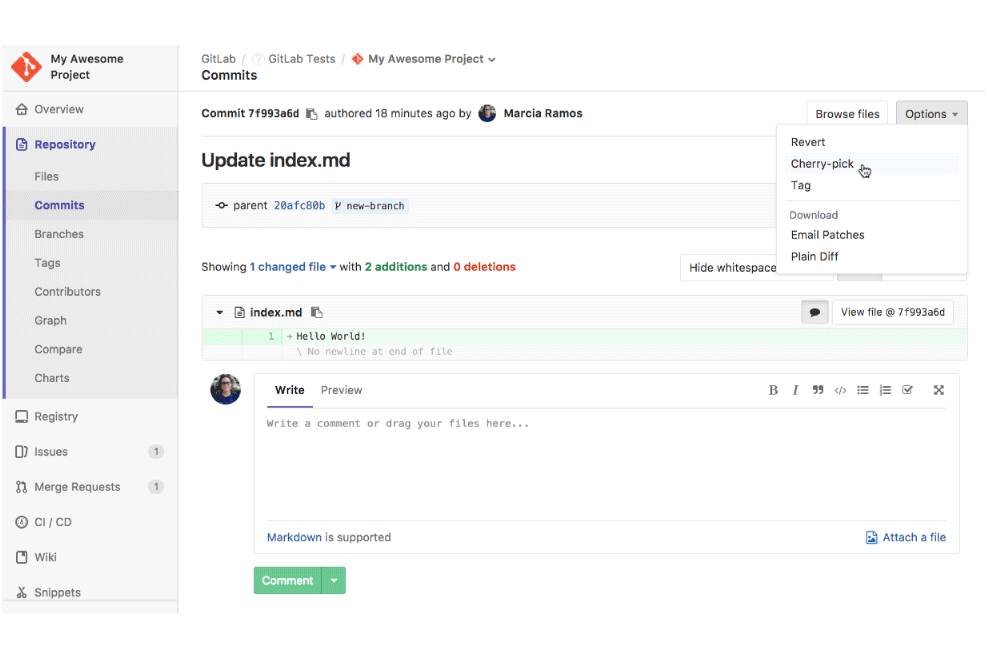 My Awesome
Project
Overview
Repository
Files
Commits
Branches
Tags
Contributors
Graph
Compare
Charts
Registry
Issues 1
Merge Requests 1
CI / CD
Wiki
Snippets
GitLab / GitLab Tests / My Awesome Project
Commits
Commit 7f993a6d authored 18 minutes ago by Marcia Ramos
Browse files Options
Revert
Cherry-pick
Tag
Download
Email Patches
Plain Diff
Update index.md
parent 20afc80b new-branch
Showing 1 changed file with 2 additions and 0 deletions
Hide whitespace
index.md View file @ 7f993a6d
1 + Hello World!
\ No newline at end of file
Write Preview B I
Write a comment or drag your files here...
Markdown is supported Attach a file
Comment